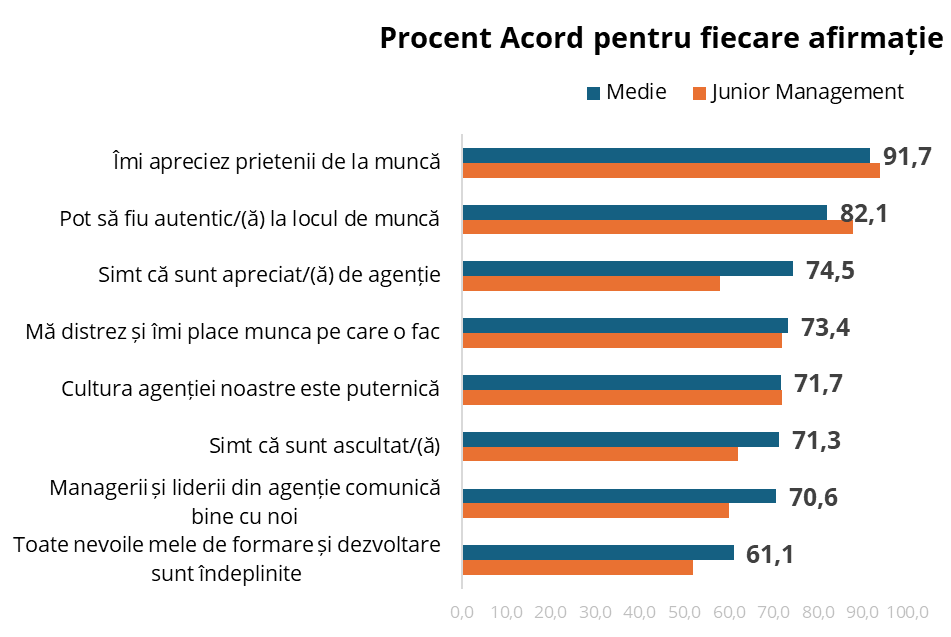 Procent Acord pentru fiecare afirmație
Medie Junior Management
Îmi apreciez prietenii de la muncă 91,7
Pot să fiu autentic/(ă) la locul de muncă 82,1
Simt că sunt apreciat/(ă) de agenție 74,5
Mă distrez și îmi place munca pe care o fac 73,4
Cultura agenției noastre este puternică 71,7
Simt că sunt ascultat/(ă) 71,3
Managerii și liderii din agenție comunică
bine cu noi 70,6
Toate nevoile mele de formare și dezvoltare
sunt îndeplinite 61,1
0,0 10,0 20,0 30,0 40,0 50,0 60,0 70,0 80,0 90,0 100,0